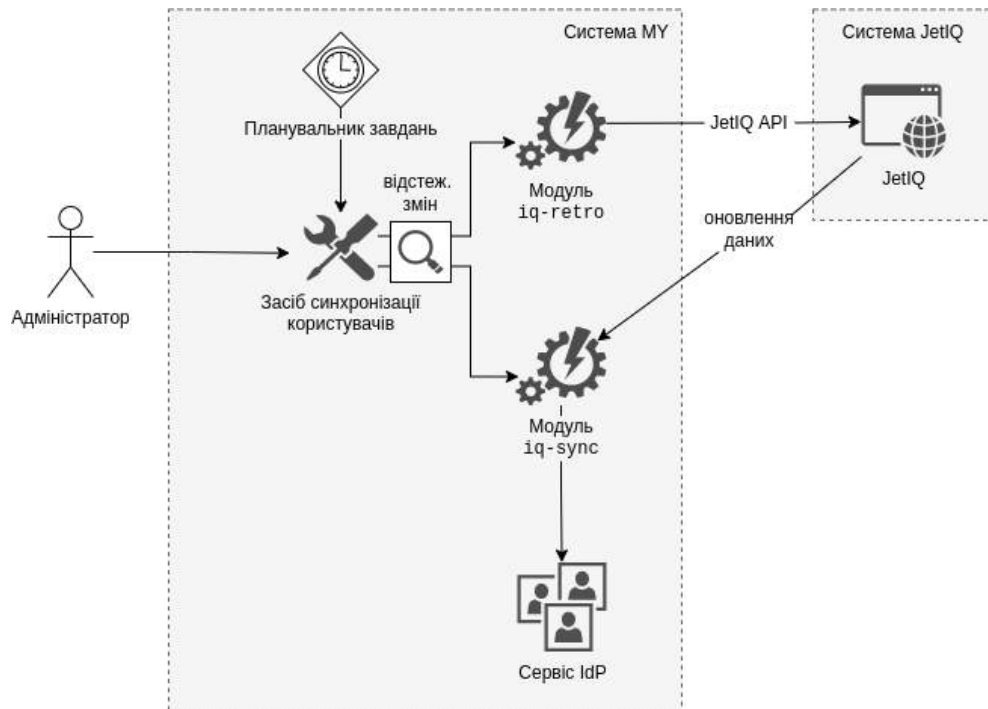 Система MY
Система JetIQ
Планувальник завдань
JetIQ API
відстеж.
змін
Модуль
iq-retro
JetIQ
оновлення
даних
Адміністратор
Засіб синхронізації
користувачів
Модуль
iq-sync
Сервіс IdP